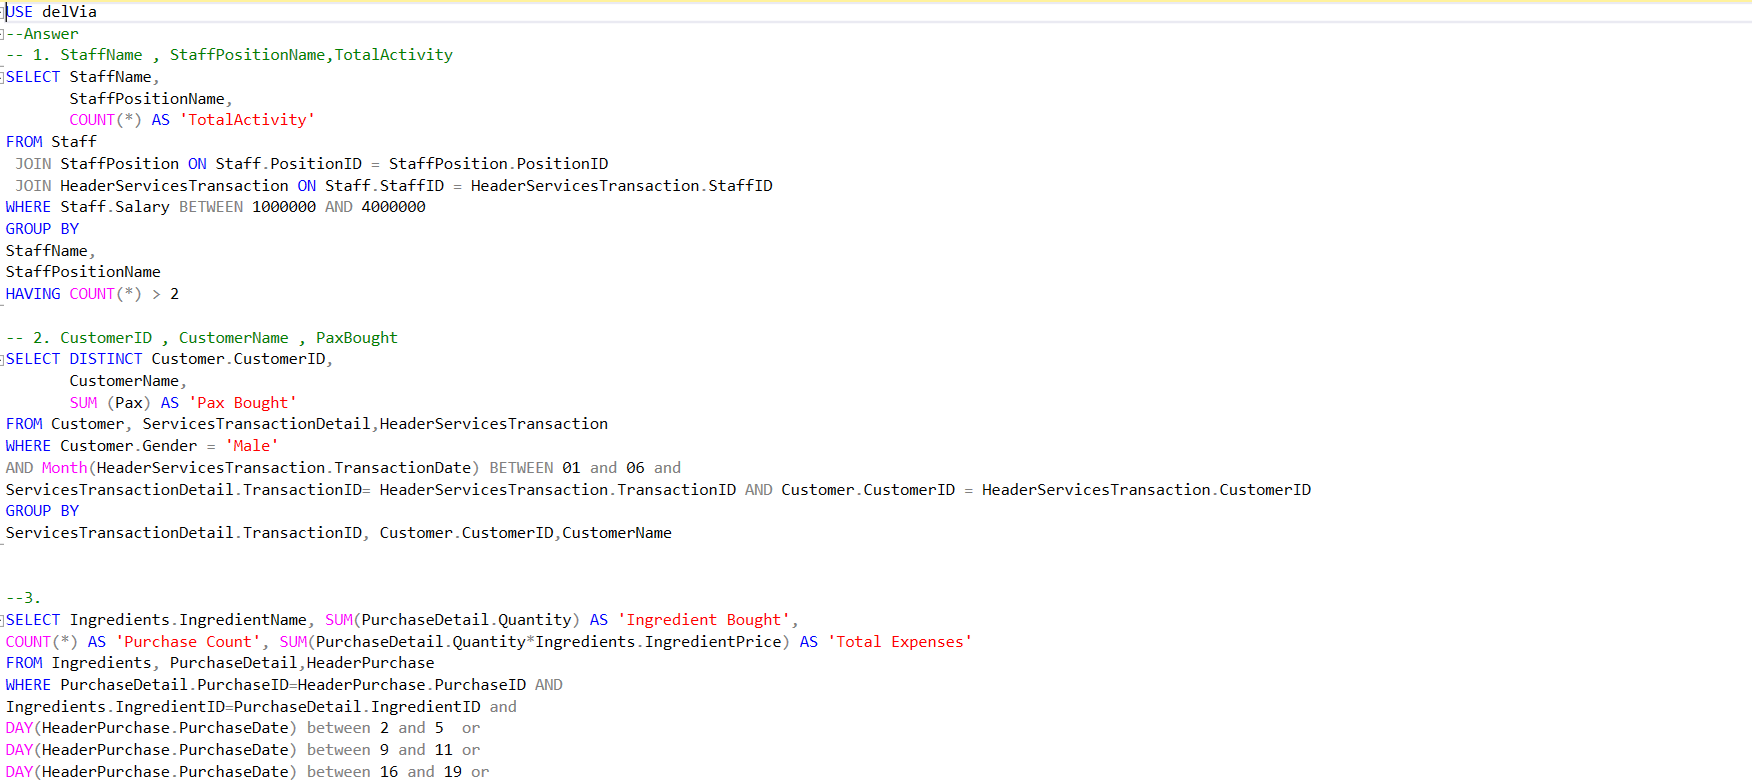 USE delVia
--Answer
-- 1. StaffName , StaffPositionName,TotalActivity
SELECT StaffName,
       StaffPositionName,
       COUNT(*) AS 'TotalActivity'
FROM Staff
 JOIN StaffPosition ON Staff.PositionID = StaffPosition.PositionID
 JOIN HeaderServicesTransaction ON Staff.StaffID = HeaderServicesTransaction.StaffID
WHERE Staff.Salary BETWEEN 1000000 AND 4000000
GROUP BY
StaffName,
StaffPositionName
HAVING COUNT(*) > 2
-- 2. CustomerID , CustomerName , PaxBought
SELECT DISTINCT Customer.CustomerID,
       CustomerName,
       SUM (Pax) AS 'Pax Bought'
FROM Customer, ServicesTransactionDetail,HeaderServicesTransaction
WHERE Customer.Gender = 'Male'
AND Month(HeaderServicesTransaction.TransactionDate) BETWEEN 01 and 06 and
ServicesTransactionDetail.TransactionID= HeaderServicesTransaction.TransactionID AND Customer.CustomerID = HeaderServicesTransaction.CustomerID
GROUP BY
ServicesTransactionDetail.TransactionID, Customer.CustomerID,CustomerName
--3.
SELECT Ingredients.IngredientName, SUM(PurchaseDetail.Quantity) AS 'Ingredient Bought',
COUNT(*) AS 'Purchase Count', SUM(PurchaseDetail.Quantity*Ingredients.IngredientPrice) AS 'Total Expenses'
FROM Ingredients, PurchaseDetail,HeaderPurchase
WHERE PurchaseDetail.PurchaseID=HeaderPurchase.PurchaseID AND
Ingredients.IngredientID=PurchaseDetail.IngredientID and
DAY(HeaderPurchase.PurchaseDate) between 2 and 5  or
DAY(HeaderPurchase.PurchaseDate) between 9 and 11 or
DAY(HeaderPurchase.PurchaseDate) between 16 and 19 or